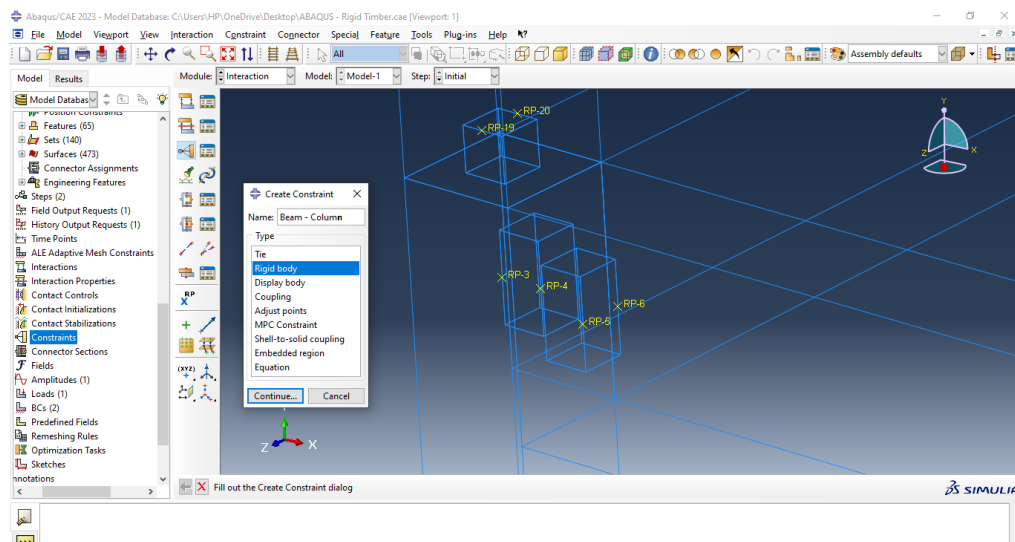 Abaqus/CAE 2023 - Model Database: C:\Users\HP\OneDrive\Desktop\ABAQUS - Rigid Timber.cae [Viewport: 1]
File Model Viewport View Interaction Constraint Connector Special Feature Tools Plug-ins Help
All
Assembly defaults
Model Results
Module: Interaction Model: Model-1 Step: Initial
Model Databas
Position Constraints
Features (65)
Sets (140)
Surfaces (473)
Connector Assignments
Engineering Features
Steps (2)
Field Output Requests (1)
History Output Requests (1)
Time Points
ALE Adaptive Mesh Constraints
Interactions
Interaction Properties
Contact Controls
Contact Initializations
Contact Stabilizations
Constraints
Connector Sections
Fields
Amplitudes (1)
Loads (1)
BCs (2)
Predefined Fields
Remeshing Rules
Optimization Tasks
Sketches
nnotations
RP
(XYZ)
Create Constraint
Name: Beam - Column
Type
Tie
Rigid body
Display body
Coupling
Adjust points
MPC Constraint
Shell-to-solid coupling
Embedded region
Equation
Continue... Cancel
RP-20
RP-19
RP-3
RP-4
RP-6
RP-5
Y
Z
X
Z
X
Fill out the Create Constraint dialog
SIMULIA